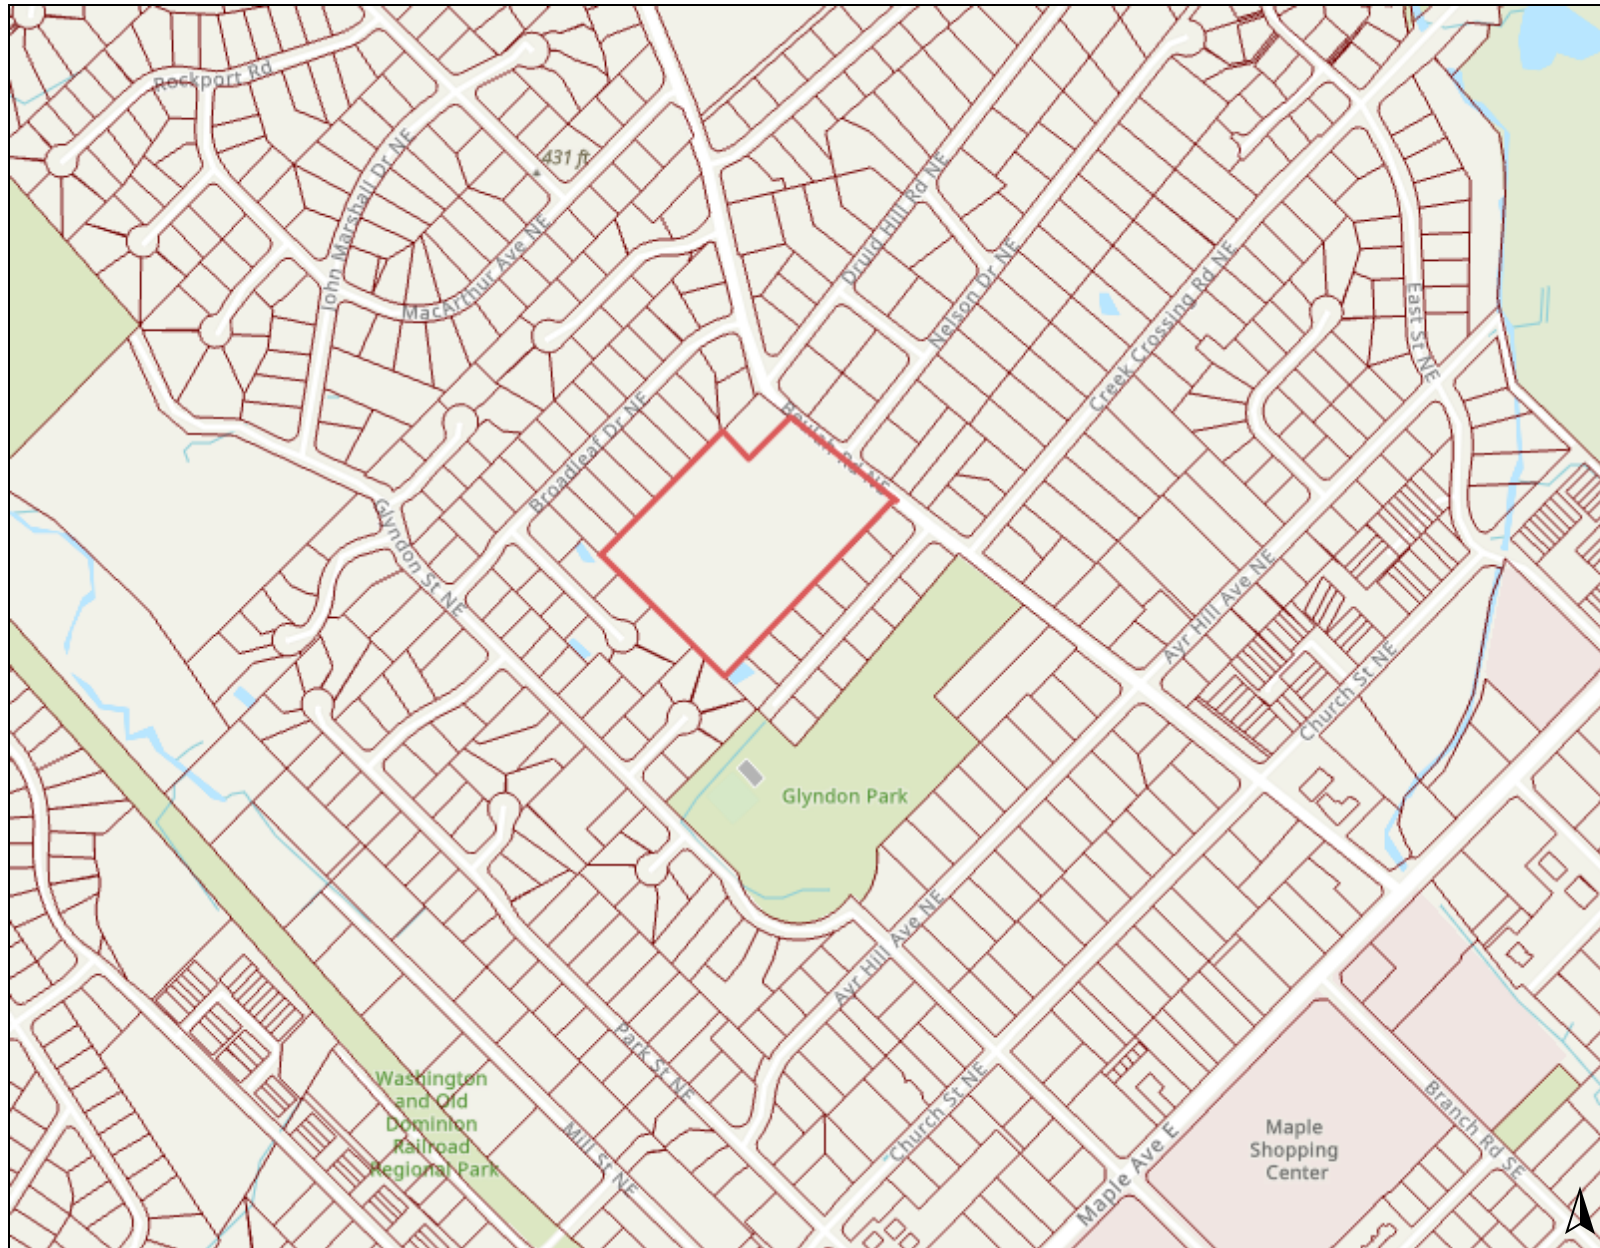 Rockport Rd
431 ft
John Marshall Dr NE
MacArthur Ave NE
Druid Hill Rd NE
Nelson Dr NE
Creek Crossing Rd NE
East St NE
Broadleaf Dr NE
Beulah Rd NE
Glyndon St NE
Ayr Hill Ave NE
Church St NE
Glyndon Park
Ayr Hill Ave NE
Park St NE
Washington
and Old
Dominion
Railroad
Regional Park
Mill St NE
Church St NE
Maple Ave E
Maple
Shopping
Center
Branch Rd SE